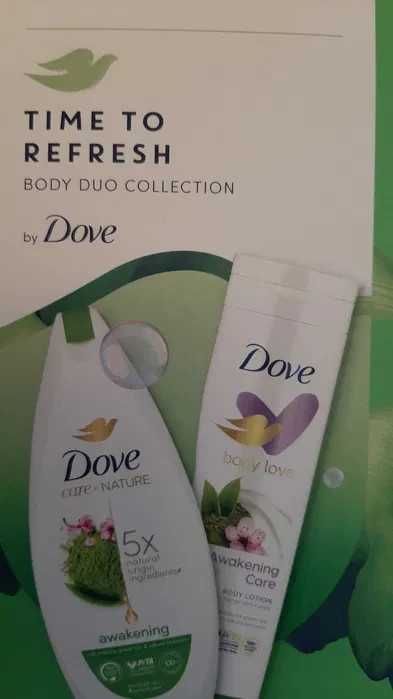 TIME TO
REFRESH
BODY DUO COLLECTION
by Dove
Dove
care by NATURE
5x
natural
origin
ingredients
awakening
Dove
body love
Awakening
Care
BODY LOTION